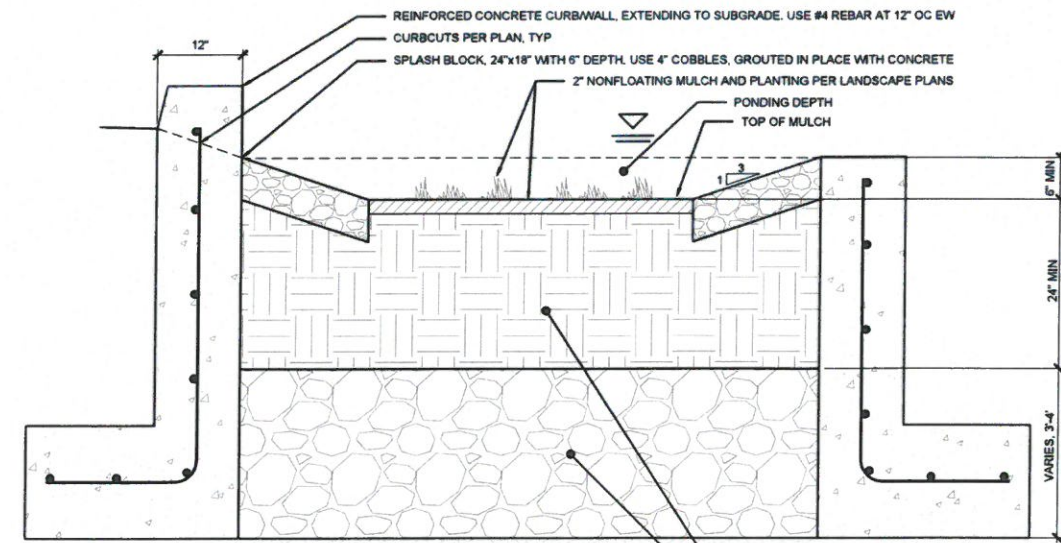 REINFORCED CONCRETE CURB/WALL, EXTENDING TO SUBGRADE. USE #4 REBAR AT 12" OC EW
12"
CURBCUTS PER PLAN, TYP
SPLASH BLOCK, 24"x18" WITH 6" DEPTH. USE 4" COBBLES, GROUTED IN PLACE WITH CONCRETE
2" NONFLOATING MULCH AND PLANTING PER LANDSCAPE PLANS
PONDING DEPTH
TOP OF MULCH
3
1
6" MIN
24" MIN
VARIES, 3'-4'